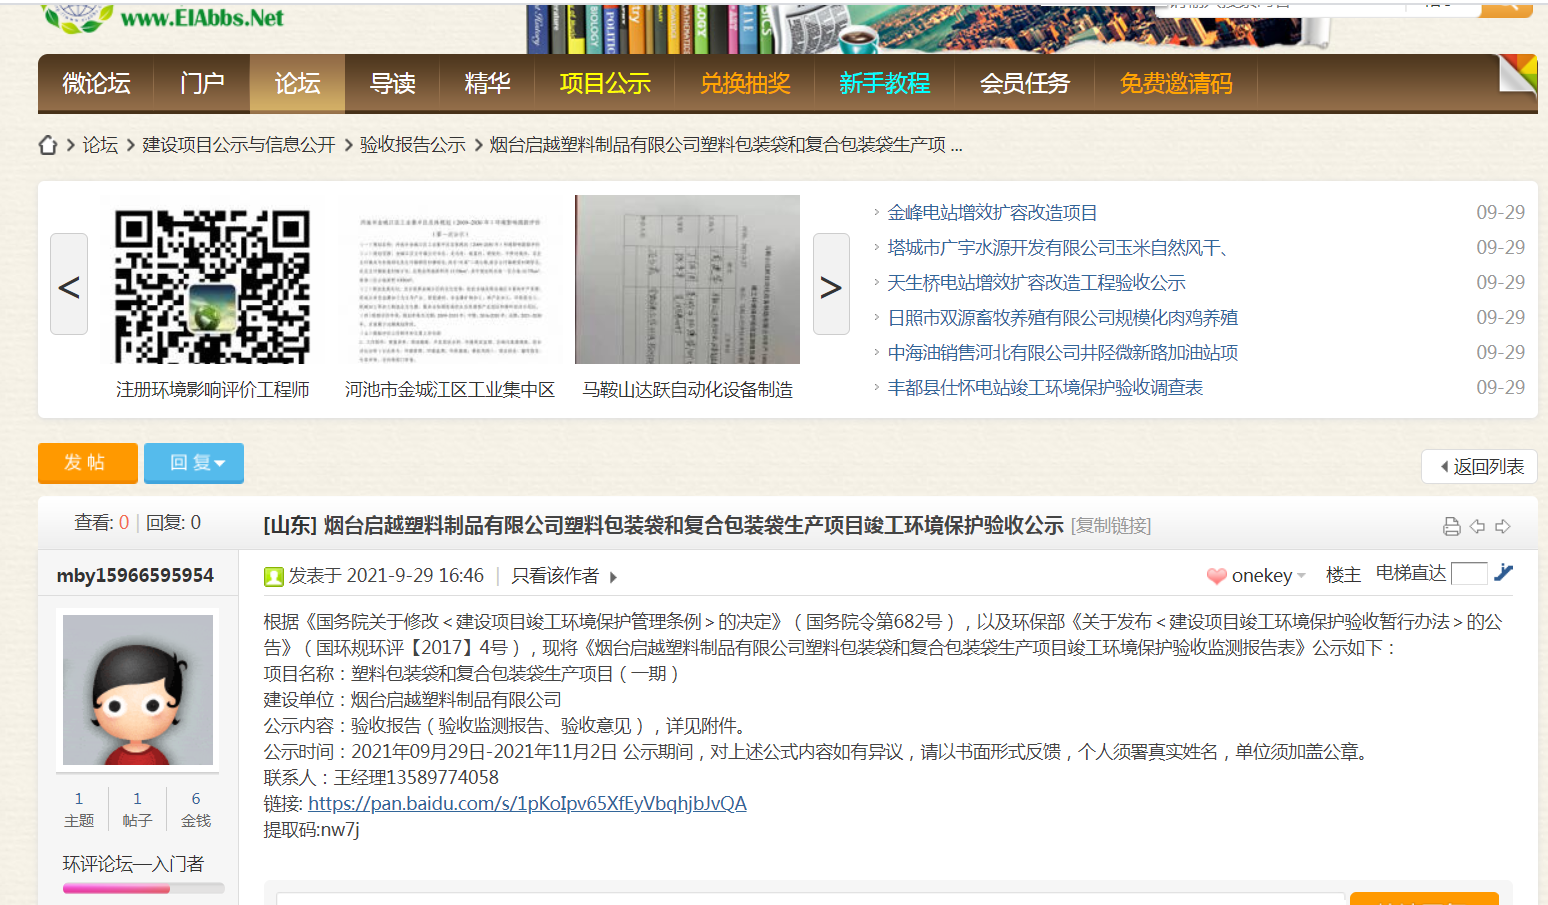 www.EIAbbs.Net
微论坛 门户 论坛 导读 精华 项目公示 兑换抽奖 新手教程 会员任务 免费邀请码
论坛 建设项目公示与信息公开 验收报告公示 烟台启越塑料制品有限公司塑料包装袋和复合包装袋生产项 ...
<
注册环境影响评价工程师
河池市金城江区工业集中区
马鞍山达跃自动化设备制造
>
金峰电站增效扩容改造项目 09-29
塔城市广宇水源开发有限公司玉米自然风干、 09-29
天生桥电站增效扩容改造工程验收公示 09-29
日照市双源畜牧养殖有限公司规模化肉鸡养殖 09-29
中海油销售河北有限公司井陉微新路加油站项 09-29
丰都县仕怀电站竣工环境保护验收调查表 09-29
发帖 回复 返回列表
查看: 0 | 回复: 0
[山东] 烟台启越塑料制品有限公司塑料包装袋和复合包装袋生产项目竣工环境保护验收公示 [复制链接]
mby15966595954
发表于 2021-9-29 16:46 | 只看该作者
onekey 楼主 电梯直达
根据《国务院关于修改<建设项目竣工环境保护管理条例>的决定》（国务院令第682号），以及环保部《关于发布<建设项目竣工环境保护验收暂行办法>的公
告》（国环规环评【2017】4号），现将《烟台启越塑料制品有限公司塑料包装袋和复合包装袋生产项目竣工环境保护验收监测报告表》公示如下：
项目名称：塑料包装袋和复合包装袋生产项目（一期）
建设单位：烟台启越塑料制品有限公司
公示内容：验收报告（验收监测报告、验收意见），详见附件。
公示时间：2021年09月29日-2021年11月2日 公示期间，对上述公式内容如有异议，请以书面形式反馈，个人须署真实姓名，单位须加盖公章。
联系人：王经理13589774058
链接: https://pan.baidu.com/s/1pKoIpv65XfEyVbqhjbJvQA
提取码:nw7j
1 1 6
主题 帖子 金钱
环评论坛—入门者